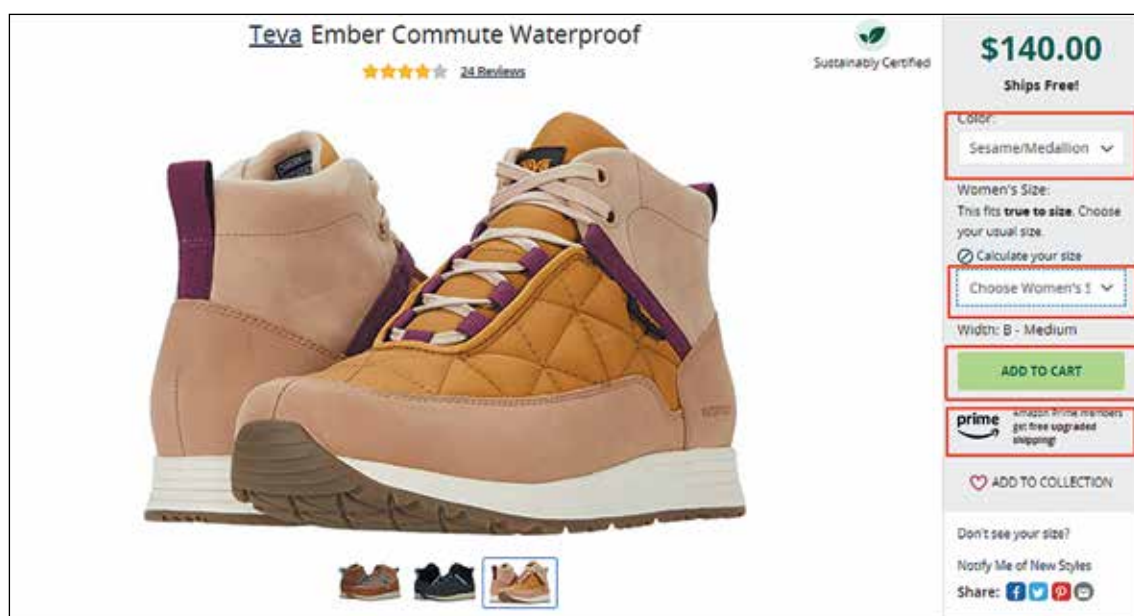 Teva Ember Commute Waterproof
24 Reviews
Sustainably Certified
$140.00
Ships Free!
Color:
Sesame/Medallion
Women's Size:
This fits true to size. Choose
your usual size.
Calculate your size
Choose Women's S
Width: B - Medium
ADD TO CART
prime
Amazon Prime members
get free upgraded
shipping!
ADD TO COLLECTION
Don't see your size?
Notify Me of New Styles
Share: